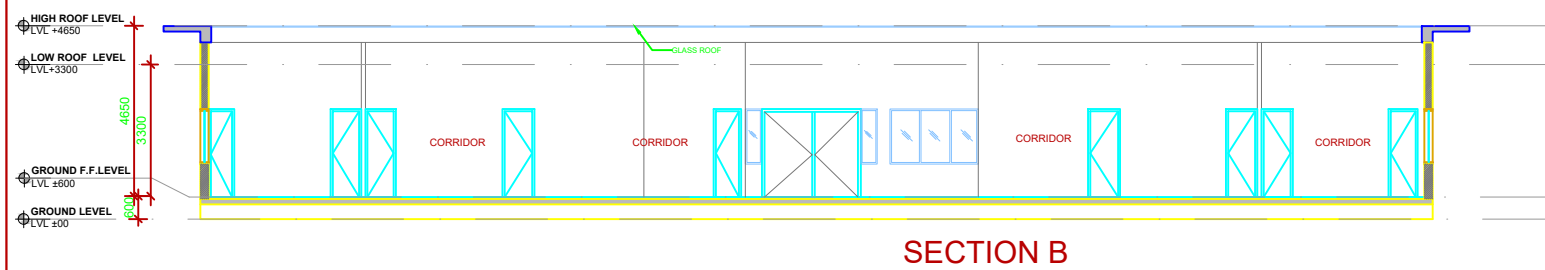 HIGH ROOF LEVEL
LVL +4650
GLASS ROOF
LOW ROOF LEVEL
LVL+3300
4650
3300
CORRIDOR
CORRIDOR
CORRIDOR
CORRIDOR
GROUND F.F.LEVEL
LVL ±600
600
GROUND LEVEL
LVL ±00
SECTION B